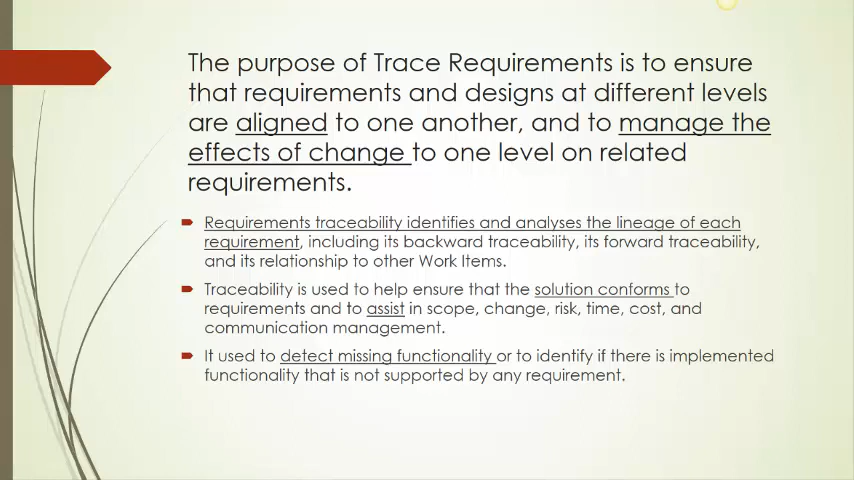 The purpose of Trace Requirements is to ensure
that requirements and designs at different levels
are aligned to one another, and to manage the
effects of change to one level on related
requirements.
Requirements traceability identifies and analyses the lineage of each
requirement, including its backward traceability, its forward traceability,
and its relationship to other Work Items.
Traceability is used to help ensure that the solution conforms to
requirements and to assist in scope, change, risk, time, cost, and
communication management.
It used to detect missing functionality or to identify if there is implemented
functionality that is not supported by any requirement.